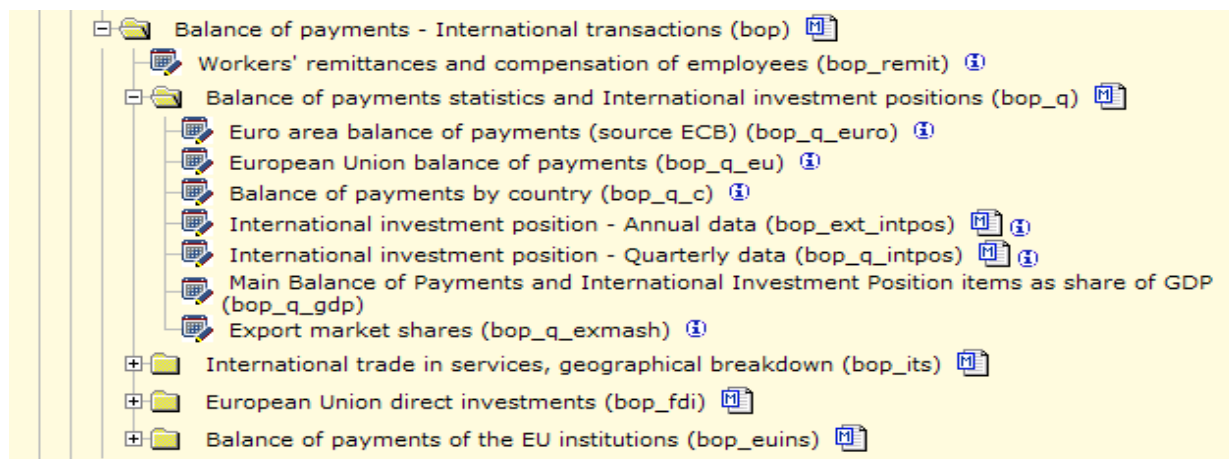 Balance of payments - International transactions (bop) M
Workers' remittances and compensation of employees (bop_remit) i
Balance of payments statistics and International investment positions (bop_q) M
Euro area balance of payments (source ECB) (bop_q_euro) i
European Union balance of payments (bop_q_eu) i
Balance of payments by country (bop_q_c) i
International investment position - Annual data (bop_ext_intpos) M i
International investment position - Quarterly data (bop_q_intpos) M i
Main Balance of Payments and International Investment Position items as share of GDP
(bop_q_gdp)
Export market shares (bop_q_exmash) i
International trade in services, geographical breakdown (bop_its) M
European Union direct investments (bop_fdi) M
Balance of payments of the EU institutions (bop_euins) M